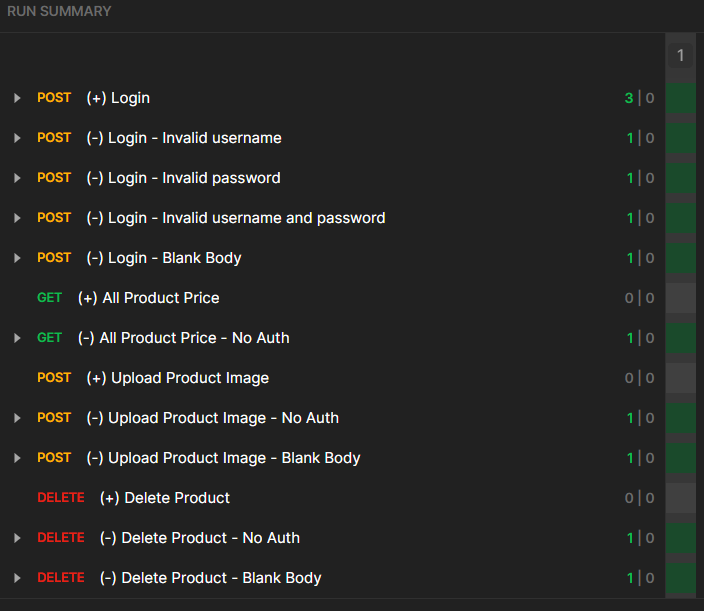 RUN SUMMARY
1
POST (+) Login 3 | 0
POST (-) Login - Invalid username 1 | 0
POST (-) Login - Invalid password 1 | 0
POST (-) Login - Invalid username and password 1 | 0
POST (-) Login - Blank Body 1 | 0
GET (+) All Product Price 0 | 0
GET (-) All Product Price - No Auth 1 | 0
POST (+) Upload Product Image 0 | 0
POST (-) Upload Product Image - No Auth 1 | 0
POST (-) Upload Product Image - Blank Body 1 | 0
DELETE (+) Delete Product 0 | 0
DELETE (-) Delete Product - No Auth 1 | 0
DELETE (-) Delete Product - Blank Body 1 | 0